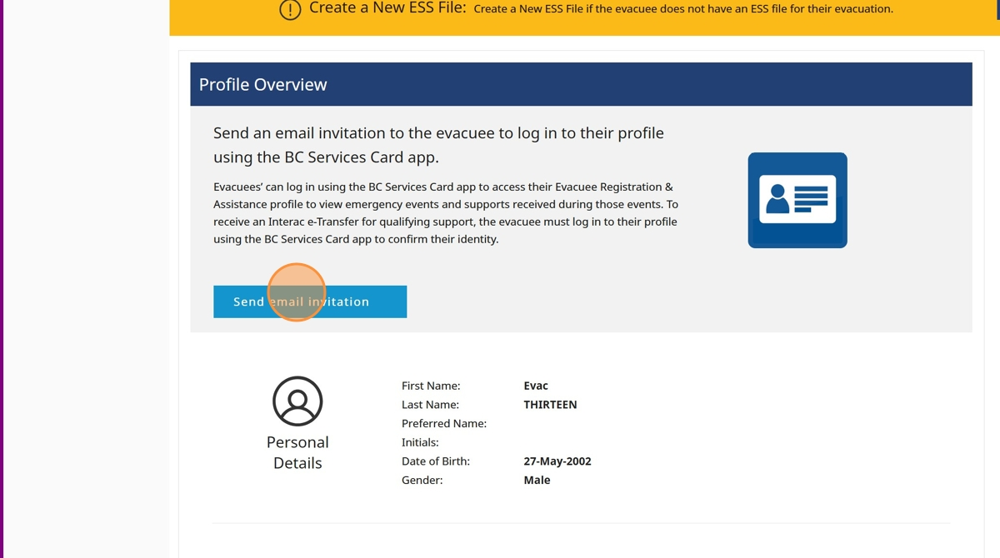 Create a New ESS File: Create a New ESS File if the evacuee does not have an ESS file for their evacuation.
Profile Overview
Send an email invitation to the evacuee to log in to their profile
using the BC Services Card app.
Evacuees’ can log in using the BC Services Card app to access their Evacuee Registration &
Assistance profile to view emergency events and supports received during those events. To
receive an Interac e-Transfer for qualifying support, the evacuee must log in to their profile
using the BC Services Card app to confirm their identity.
Send email invitation
Personal
Details
First Name: Evac
Last Name: THIRTEEN
Preferred Name:
Initials:
Date of Birth: 27-May-2002
Gender: Male